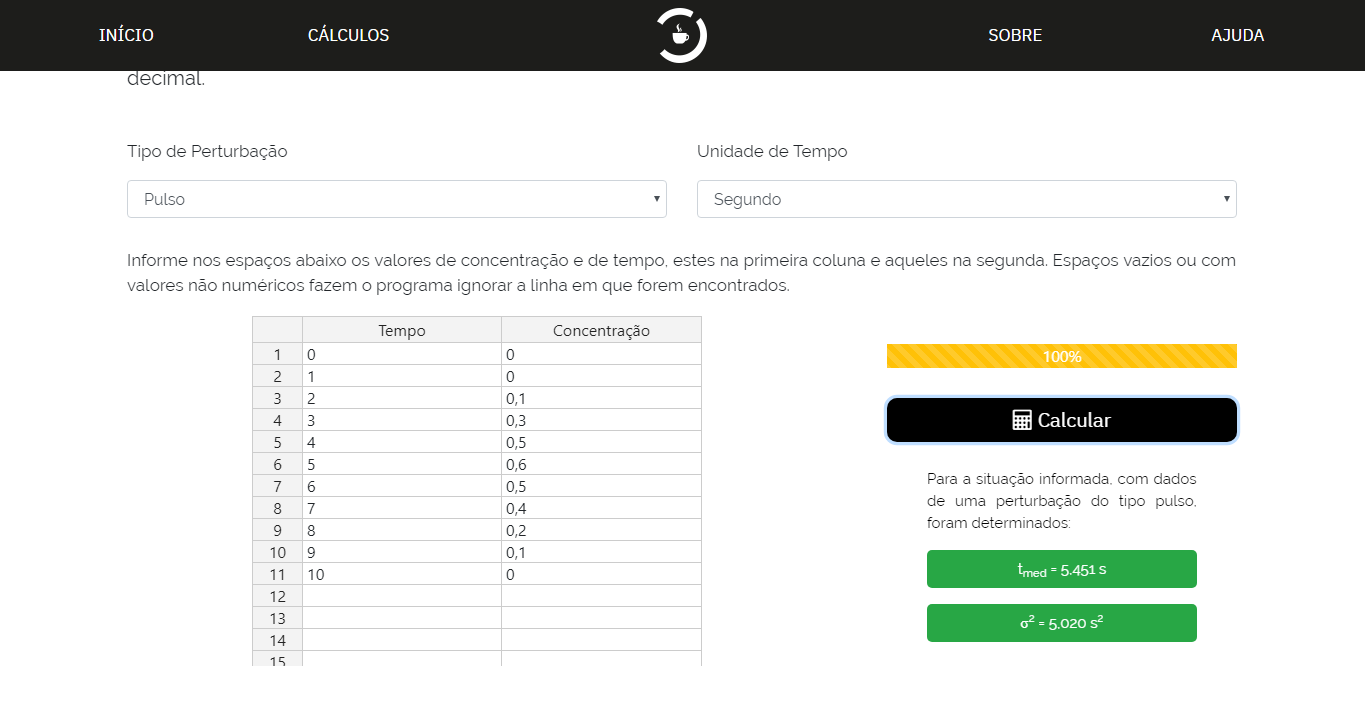 INÍCIO CÁLCULOS SOBRE AJUDA
decimal.
Tipo de Perturbação Unidade de Tempo
Pulso Segundo
Informe nos espaços abaixo os valores de concentração e de tempo, estes na primeira coluna e aqueles na segunda. Espaços vazios ou com
valores não numéricos fazem o programa ignorar a linha em que forem encontrados.
Tempo Concentração
1 0 0
2 1 0
3 2 0,1
4 3 0,3
5 4 0,5
6 5 0,6
7 6 0,5
8 7 0,4
9 8 0,2
10 9 0,1
11 10 0
12
13
14
15
100%
Calcular
Para a situação informada, com dados
de uma perturbação do tipo pulso,
foram determinados:
tmed = 5.451 s
σ² = 5.020 s²